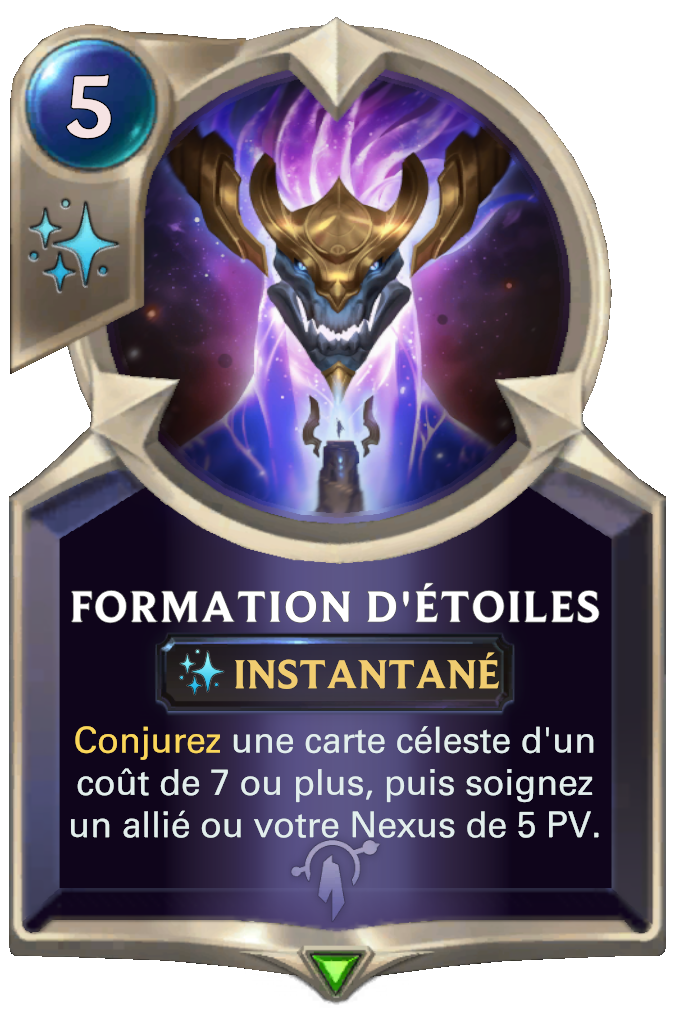 5
FORMATION D'ÉTOILES
INSTANTANÉ
Conjurez une carte céleste d'un
coût de 7 ou plus, puis soignez
un allié ou votre Nexus de 5 PV.